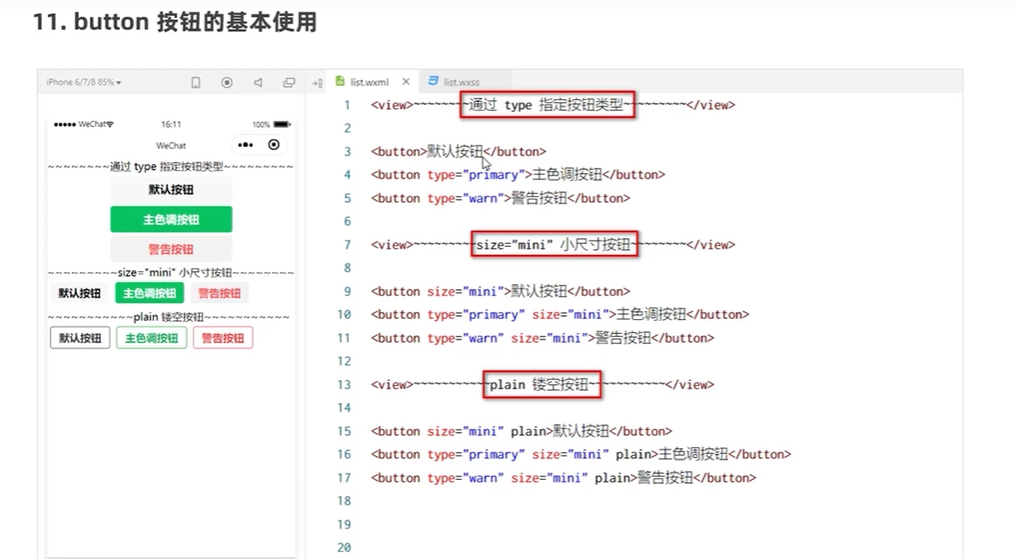 11. button 按钮的基本使用
iPhone 6/7/8 85%
list.wxml
list.wxss
WeChat
16:11
100%
WeChat
~~~~~~~~通过 type 指定按钮类型~~~~~~~~~
默认按钮
主色调按钮
警告按钮
~~~~~~~~~size="mini" 小尺寸按钮~~~~~~~~
默认按钮 主色调按钮 警告按钮
~~~~~~~~~~~plain 镂空按钮~~~~~~~~~~~
默认按钮 主色调按钮 警告按钮
1 <view>~~~~~~~~通过 type 指定按钮类型~~~~~~~~~</view>
2
3 <button>默认按钮</button>
4 <button type="primary">主色调按钮</button>
5 <button type="warn">警告按钮</button>
6
7 <view>~~~~~~~~~size="mini" 小尺寸按钮~~~~~~~~</view>
8
9 <button size="mini">默认按钮</button>
10 <button type="primary" size="mini">主色调按钮</button>
11 <button type="warn" size="mini">警告按钮</button>
12
13 <view>~~~~~~~~~~~plain 镂空按钮~~~~~~~~~~~</view>
14
15 <button size="mini" plain>默认按钮</button>
16 <button type="primary" size="mini" plain>主色调按钮</button>
17 <button type="warn" size="mini" plain>警告按钮</button>
18
19
20